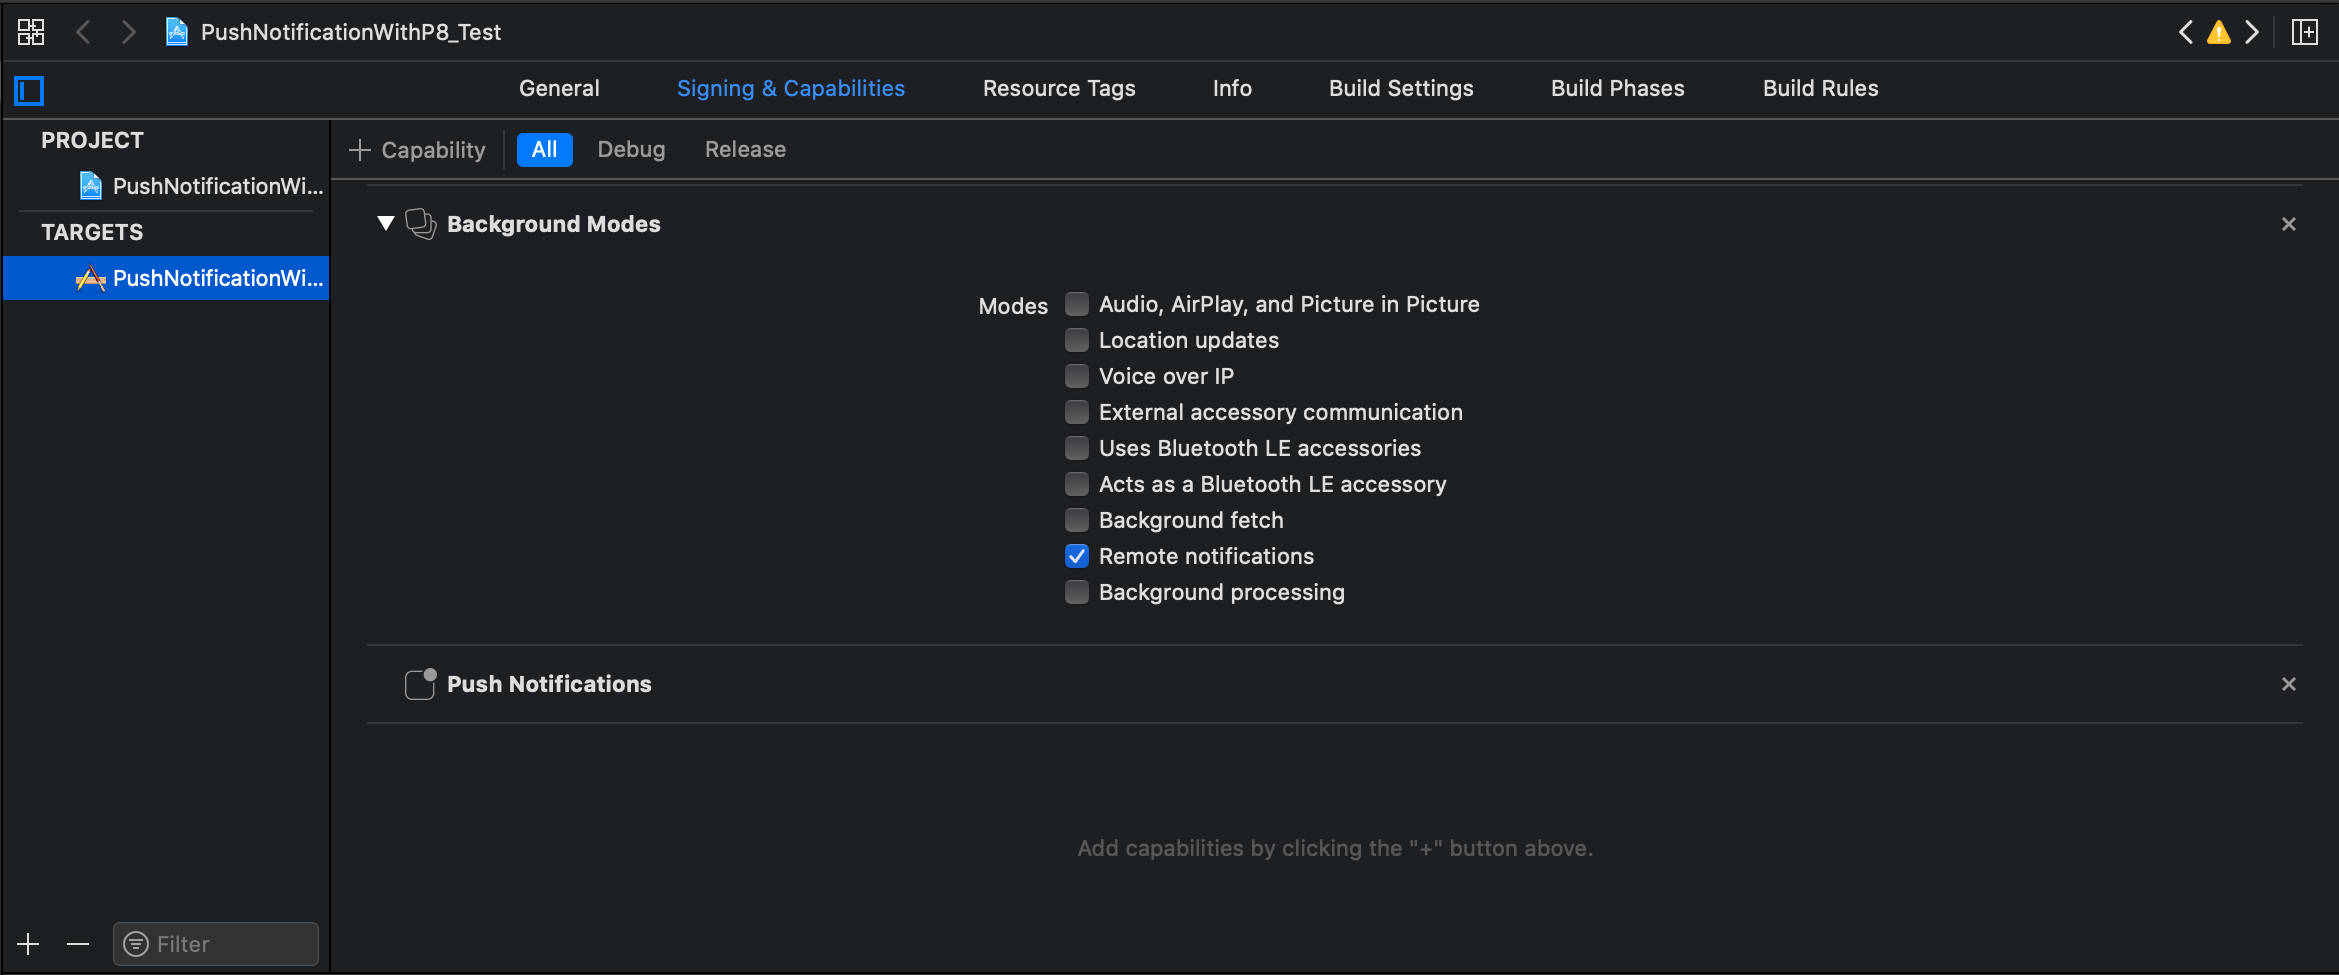 PushNotificationWithP8_Test
General Signing & Capabilities Resource Tags Info Build Settings Build Phases Build Rules
PROJECT
PushNotificationWi...
TARGETS
PushNotificationWi...
+ Capability All Debug Release
Background Modes
Modes
Audio, AirPlay, and Picture in Picture
Location updates
Voice over IP
External accessory communication
Uses Bluetooth LE accessories
Acts as a Bluetooth LE accessory
Background fetch
Remote notifications
Background processing
Push Notifications
Add capabilities by clicking the "+" button above.
Filter